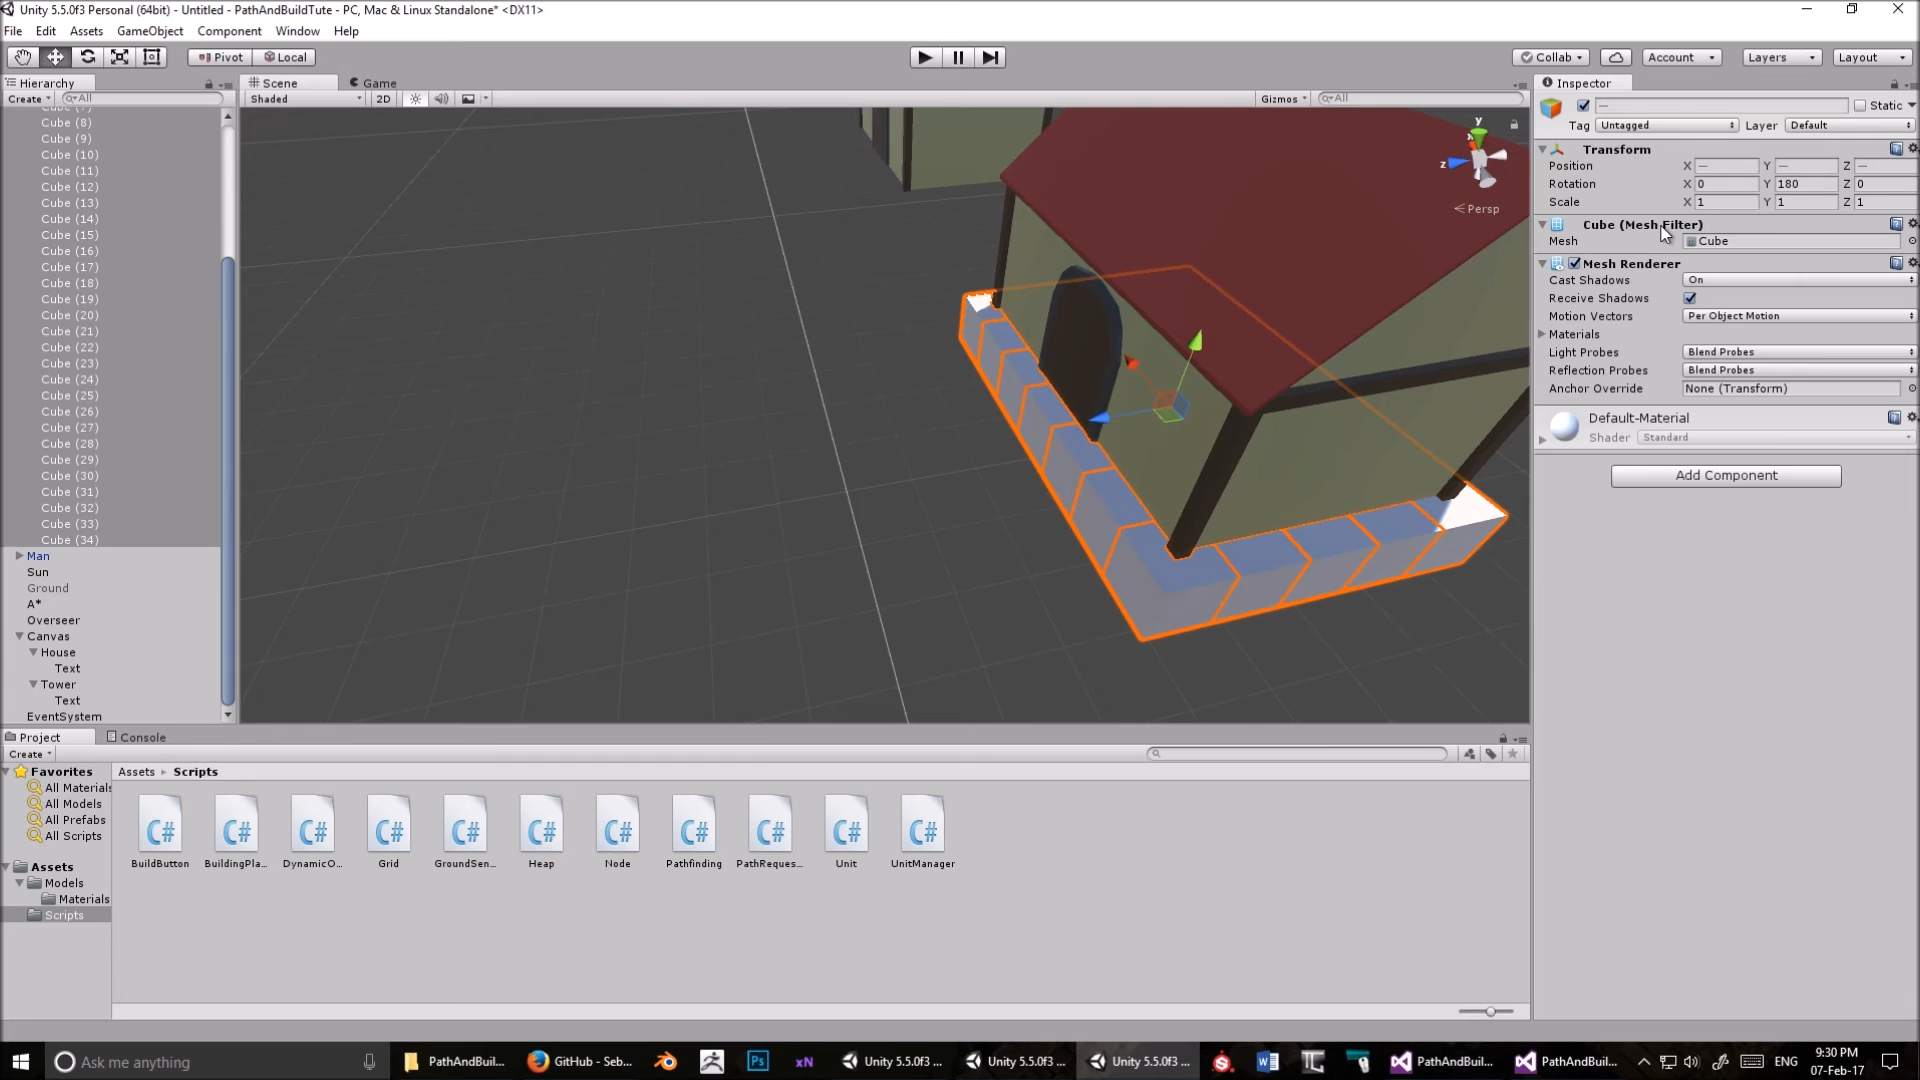 Unity 5.5.0f3 Personal (64bit) - Untitled - PathAndBuildTute - PC, Mac & Linux Standalone* <DX11>
File Edit Assets GameObject Component Window Help
Pivot Local Collab Account Layers Layout
Hierarchy
Create All
Cube (8)
Cube (9)
Cube (10)
Cube (11)
Cube (12)
Cube (13)
Cube (14)
Cube (15)
Cube (16)
Cube (17)
Cube (18)
Cube (19)
Cube (20)
Cube (21)
Cube (22)
Cube (23)
Cube (24)
Cube (25)
Cube (26)
Cube (27)
Cube (28)
Cube (29)
Cube (30)
Cube (31)
Cube (32)
Cube (33)
Cube (34)
Man
Sun
Ground
A*
Overseer
Canvas
House
Text
Tower
Text
EventSystem
Scene Game
Shaded 2D Gizmos All
y
x
z
Persp
Inspector
Static
Tag Untagged Layer Default
Transform
Position X — Y — Z —
Rotation X 0 Y 180 Z 0
Scale X 1 Y 1 Z 1
Cube (Mesh Filter)
Mesh Cube
Mesh Renderer
Cast Shadows On
Receive Shadows
Motion Vectors Per Object Motion
Materials
Light Probes Blend Probes
Reflection Probes Blend Probes
Anchor Override None (Transform)
Default-Material
Shader Standard
Add Component
Project Console
Create
Favorites
All Materials
All Models
All Prefabs
All Scripts
Assets
Models
Materials
Scripts
Assets Scripts
C# C# C# C# C# C# C# C# C# C# C#
BuildButton BuildingPla... DynamicO... Grid GroundSen... Heap Node Pathfinding PathReques... Unit UnitManager
Ask me anything PathAndBuil... GitHub - Seb... Ps xN Unity 5.5.0f3 ... Unity 5.5.0f3 ... Unity 5.5.0f3 ... PathAndBuil... PathAndBuil... ENG 9:30 PM
07-Feb-17